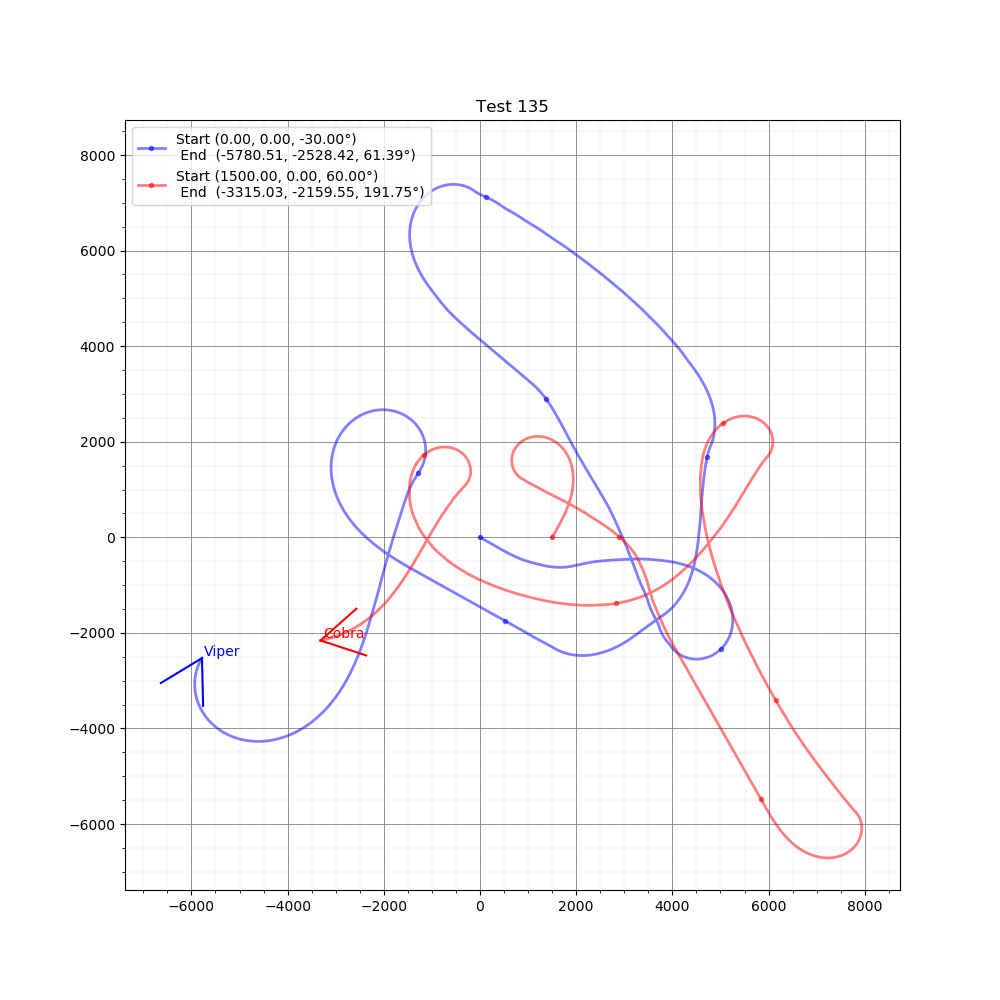 Test 135
Start (0.00, 0.00, -30.00°)
End (-5780.51, -2528.42, 61.39°)
Start (1500.00, 0.00, 60.00°)
End (-3315.03, -2159.55, 191.75°)
8000
6000
4000
2000
0
−2000
−4000
−6000
Cobra
Viper
−6000 −4000 −2000 0 2000 4000 6000 8000